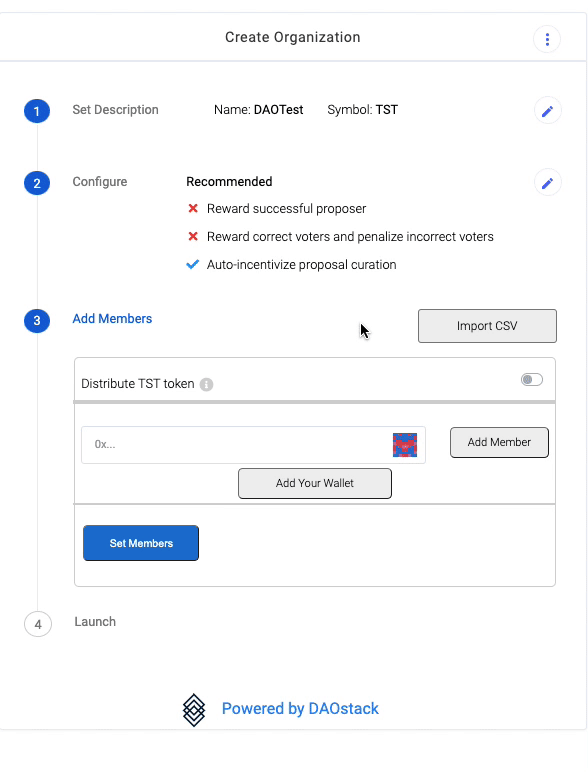 Create Organization
1 Set Description Name: DAOTest Symbol: TST
2 Configure Recommended
Reward successful proposer
Reward correct voters and penalize incorrect voters
Auto-incentivize proposal curation
3 Add Members Import CSV
Distribute TST token i
0x... Add Member
Add Your Wallet
Set Members
4 Launch
Powered by DAOstack